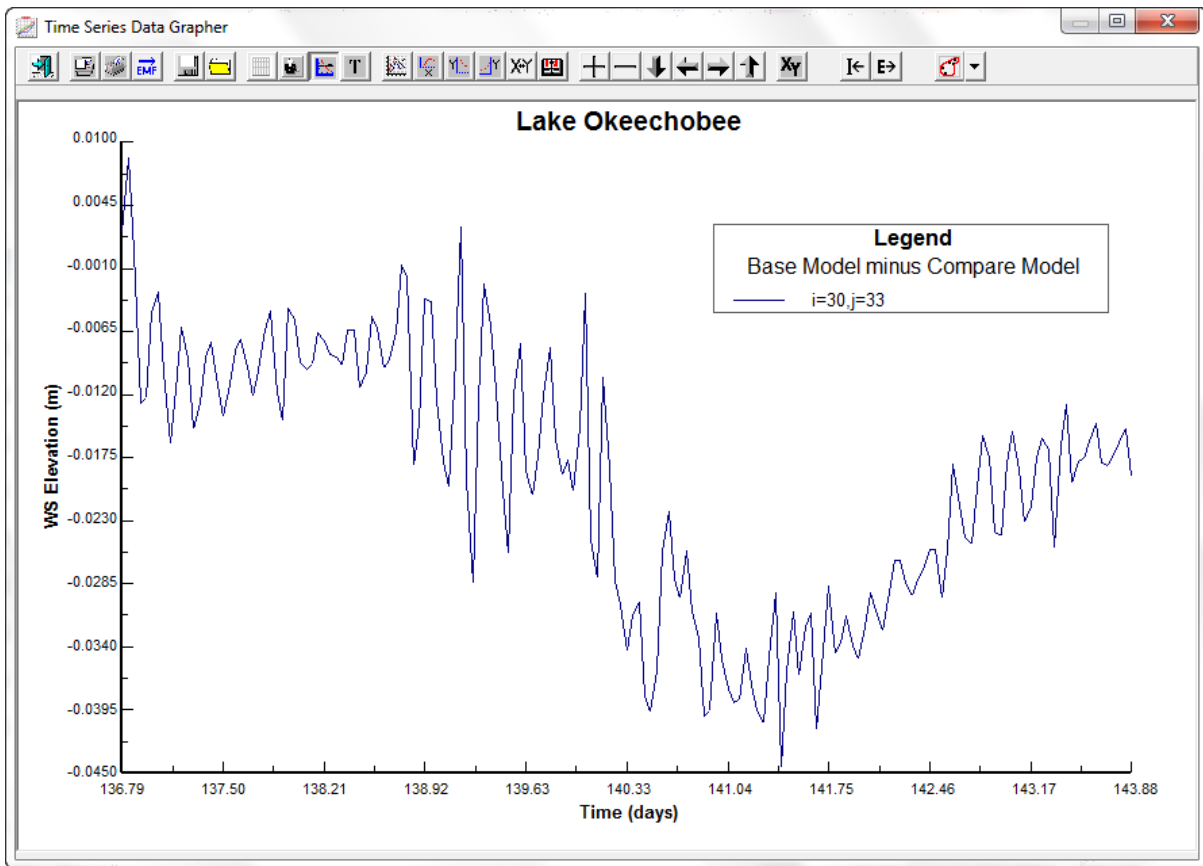 Time Series Data Grapher
EMF T X Y Y X Y XY I E
Lake Okeechobee
Legend
Base Model minus Compare Model
i=30,j=33
WS Elevation (m)
0.0100
0.0045
-0.0010
-0.0065
-0.0120
-0.0175
-0.0230
-0.0285
-0.0340
-0.0395
-0.0450
136.79 137.50 138.21 138.92 139.63 140.33 141.04 141.75 142.46 143.17 143.88
Time (days)